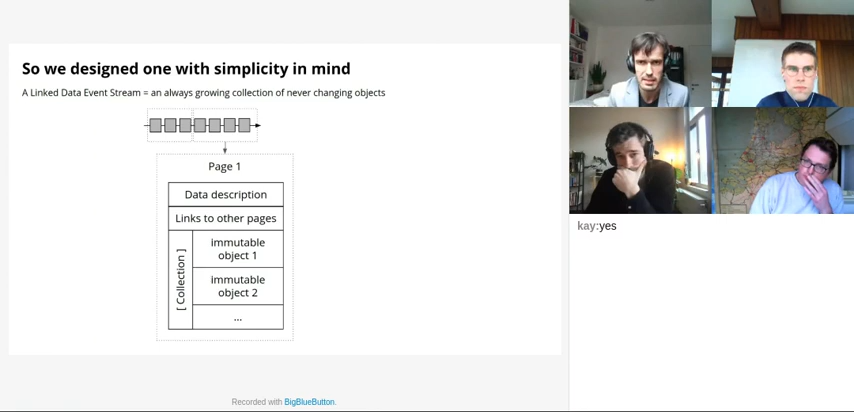 So we designed one with simplicity in mind
A Linked Data Event Stream = an always growing collection of never changing objects
Page 1
Data description
Links to other pages
[ Collection ]
immutable
object 1
immutable
object 2
...
kay:yes
Recorded with BigBlueButton.